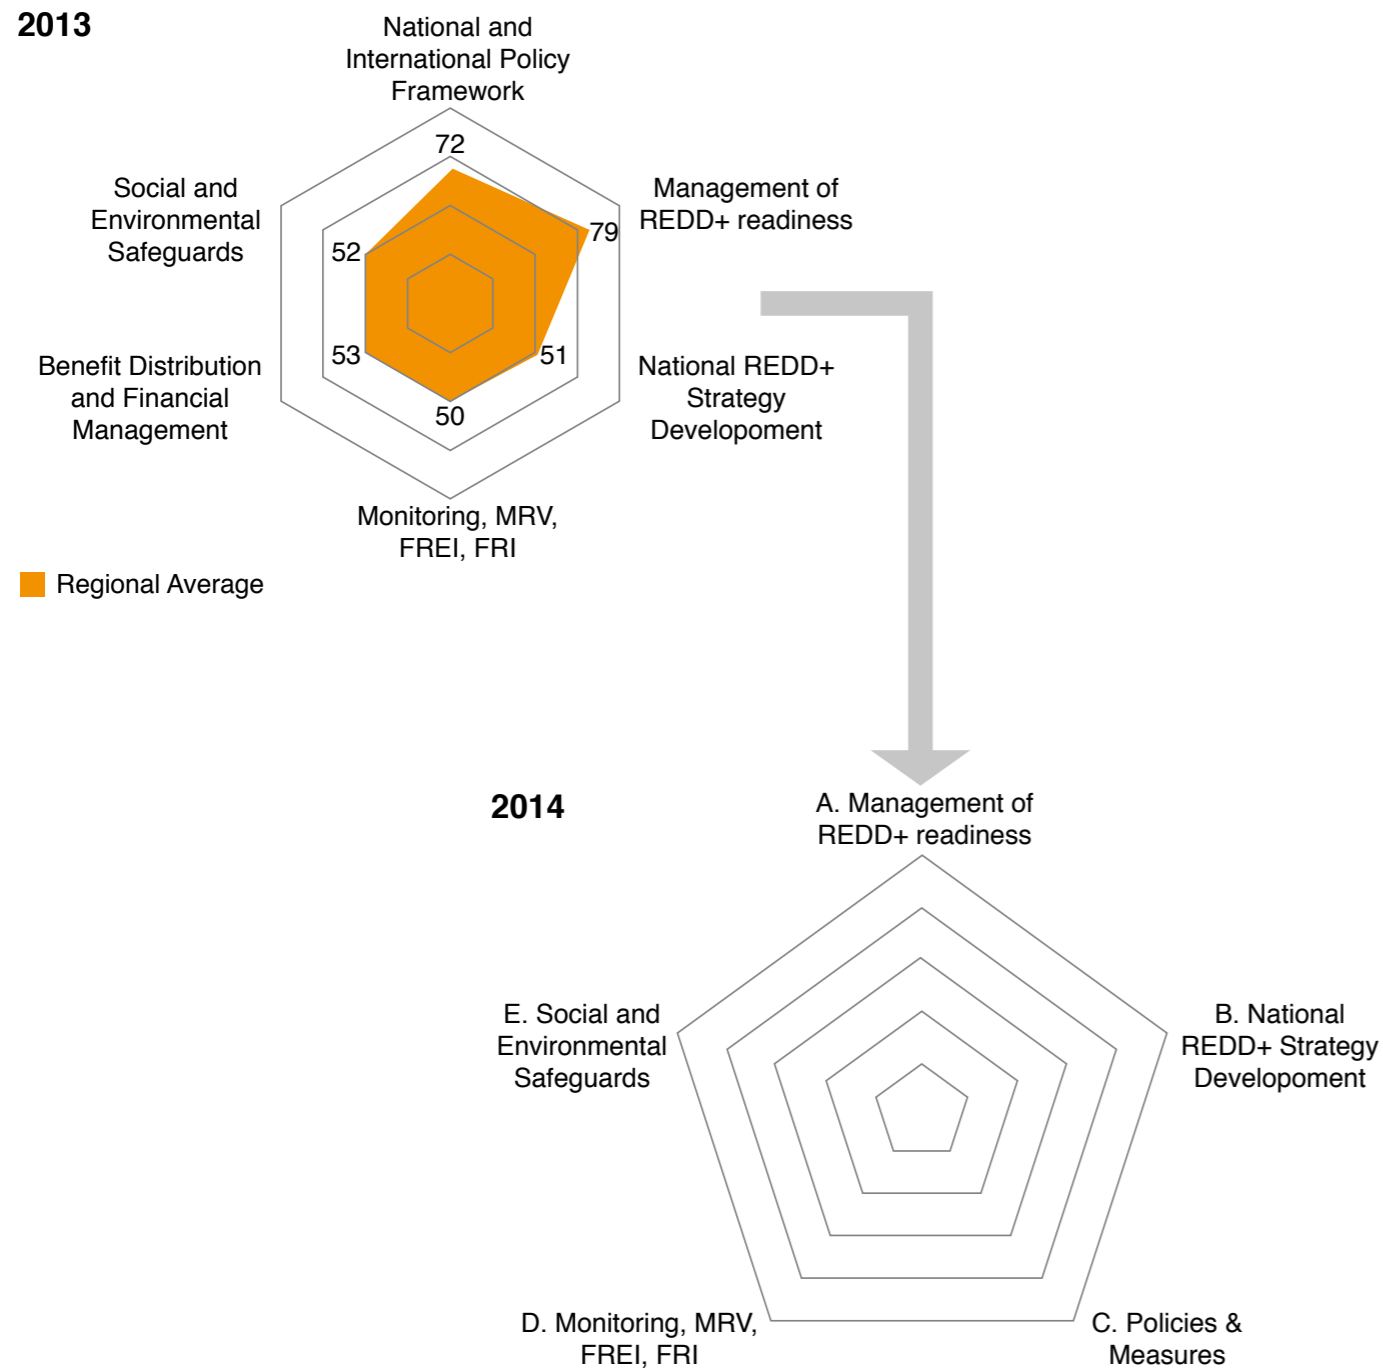 2013
National and
International Policy
Framework
72
Social and
Environmental
Safeguards
Management of
REDD+ readiness
79
52
Benefit Distribution
and Financial
Management
53
51
National REDD+
Strategy
Developoment
50
Monitoring, MRV,
FREI, FRI
Regional Average
2014
A. Management of
REDD+ readiness
E. Social and
Environmental
Safeguards
B. National
REDD+ Strategy
Developoment
D. Monitoring, MRV,
FREI, FRI
C. Policies &
Measures